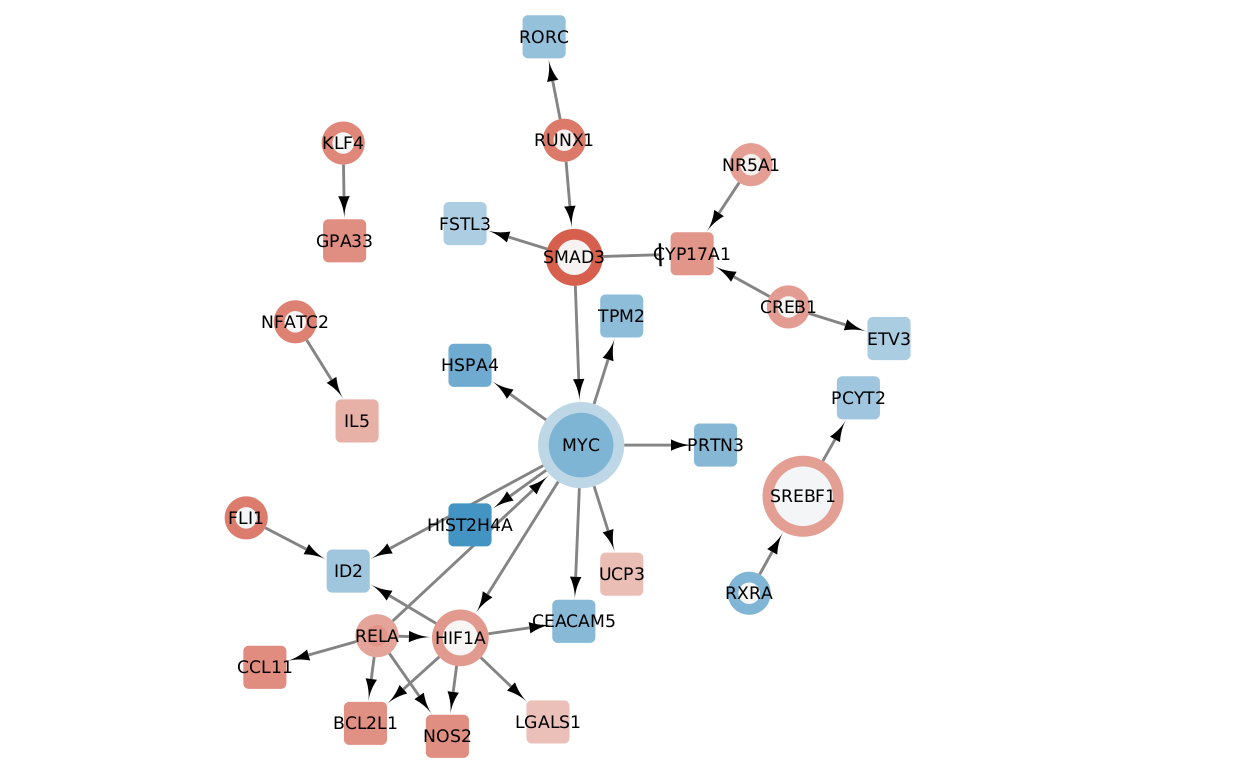 RORC
RUNX1
KLF4
NR5A1
FSTL3
GPA33
SMAD3
CYP17A1
CREB1
TPM2
NFATC2
ETV3
HSPA4
PCYT2
IL5
MYC
PRTN3
SREBF1
FLI1
HIST2H4A
ID2
UCP3
RXRA
CEACAM5
RELA
HIF1A
CCL11
BCL2L1
LGALS1
NOS2